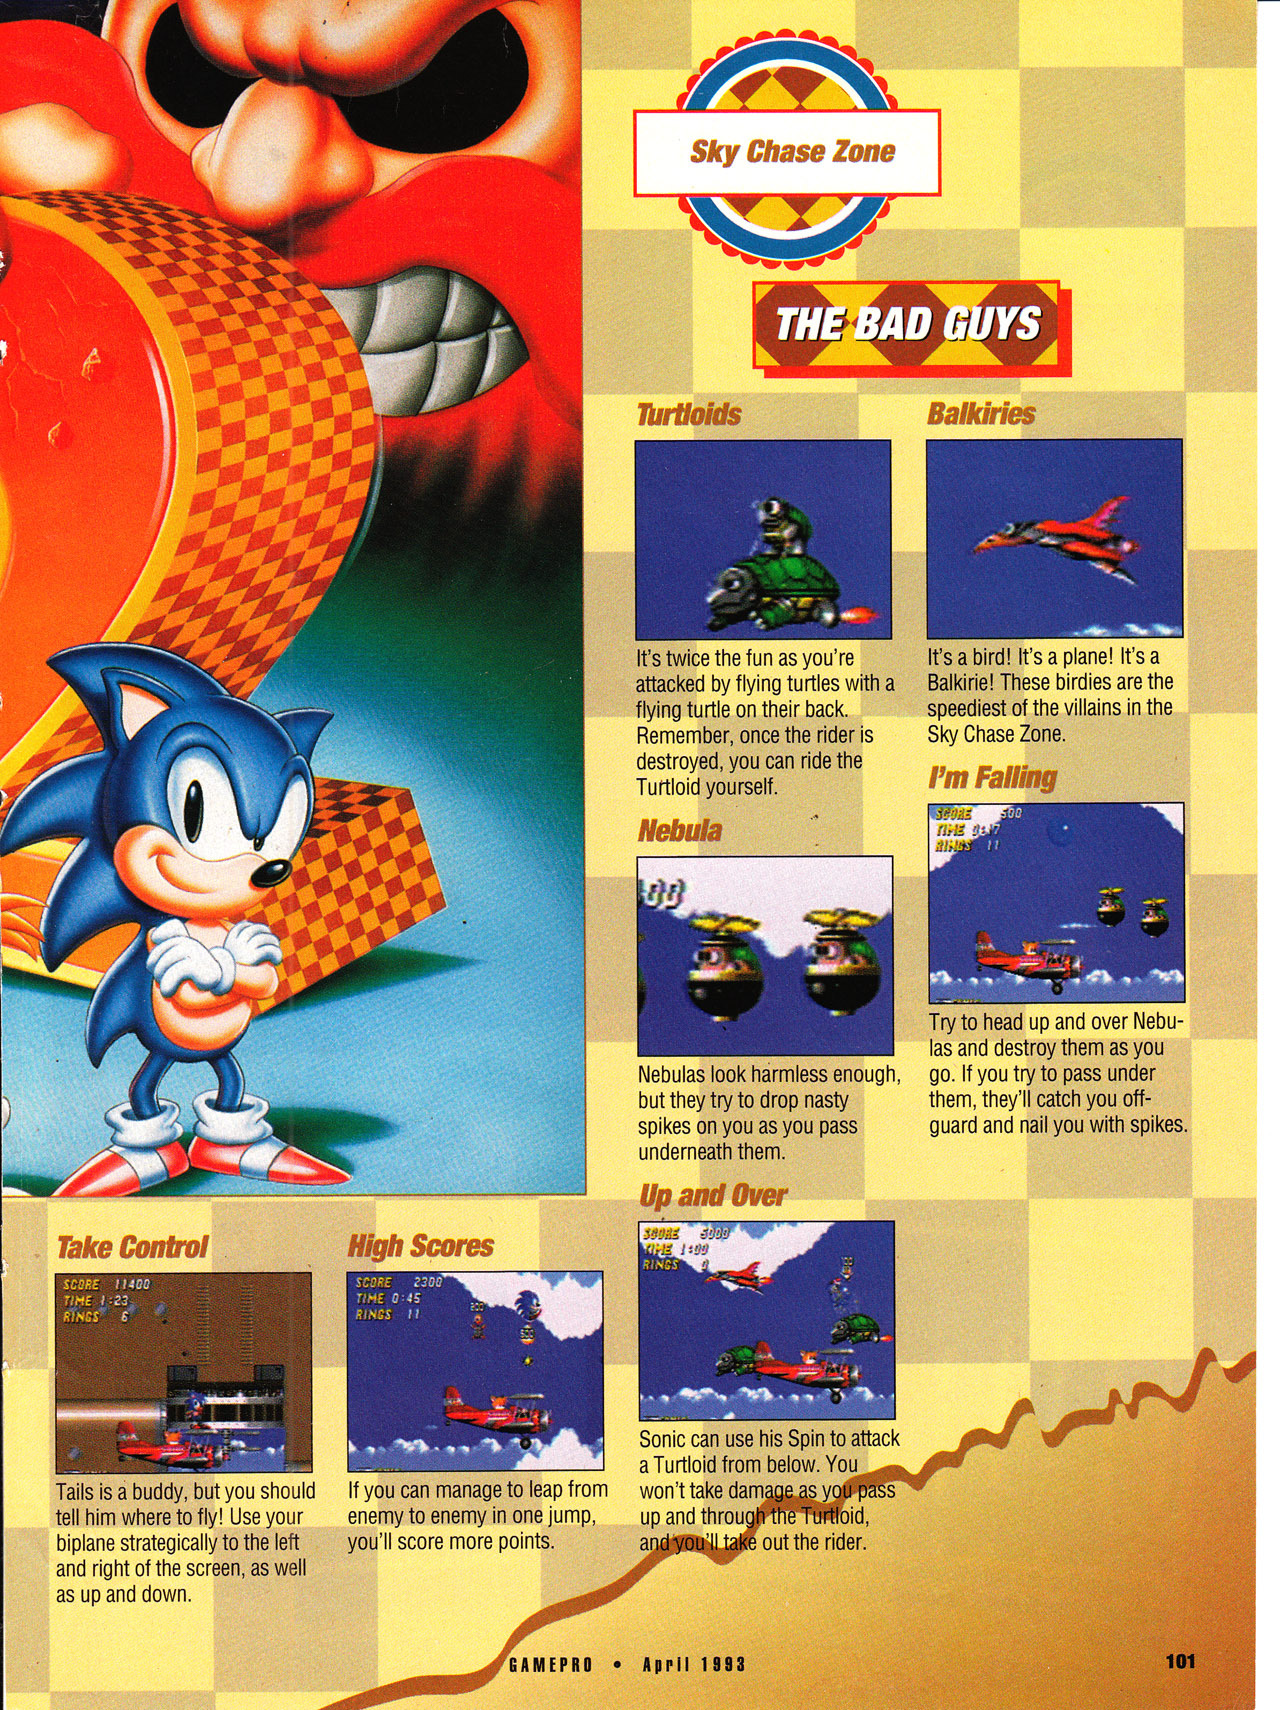 Sky Chase Zone
THE BAD GUYS
Turtloids
It's twice the fun as you're
attacked by flying turtles with a
flying turtle on their back.
Remember, once the rider is
destroyed, you can ride the
Turtloid yourself.
Balkiries
It's a bird! It's a plane! It's a
Balkirie! These birdies are the
speediest of the villains in the
Sky Chase Zone.
Nebula
00
Nebulas look harmless enough,
but they try to drop nasty
spikes on you as you pass
underneath them.
I'm Falling
SCORE 500
TIME 0:17
RINGS 11
Try to head up and over Nebu-
las and destroy them as you
go. If you try to pass under
them, they'll catch you off-
guard and nail you with spikes.
Take Control
SCORE 11400
TIME 1:23
RINGS 6
Tails is a buddy, but you should
tell him where to fly! Use your
biplane strategically to the left
and right of the screen, as well
as up and down.
High Scores
SCORE 2300
TIME 0:45
RINGS 11
200
500
If you can manage to leap from
enemy to enemy in one jump,
you'll score more points.
Up and Over
SCORE 5000
TIME 1:00
RINGS 0
100
Sonic can use his Spin to attack
a Turtloid from below. You
won't take damage as you pass
up and through the Turtloid,
and you'll take out the rider.
GAMEPRO • April 1993
101